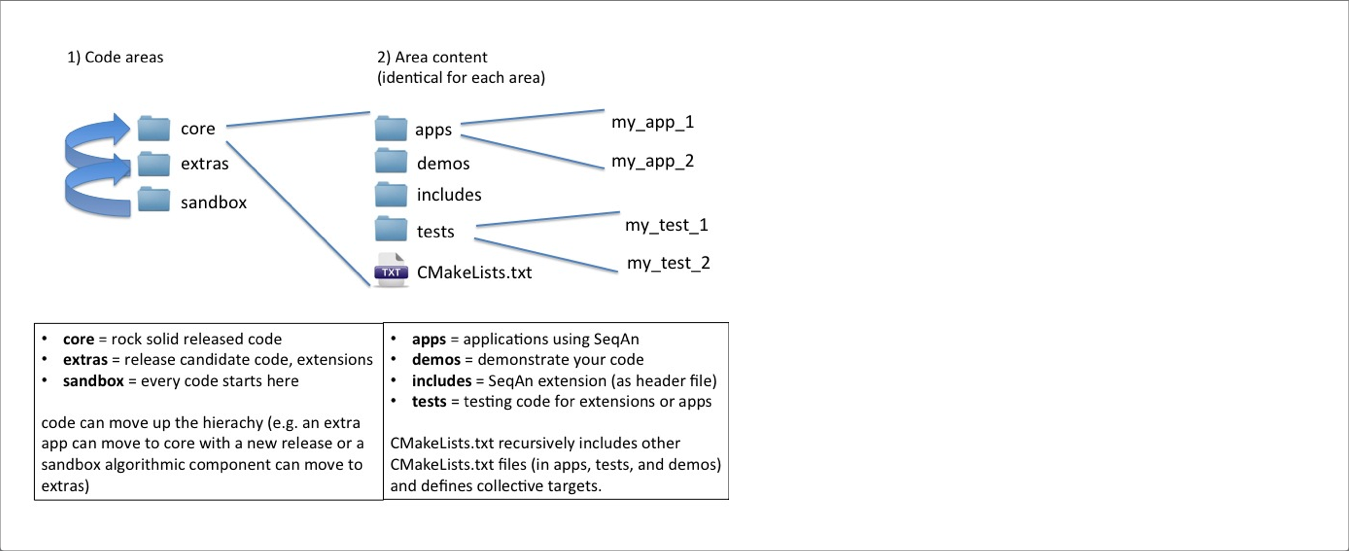 1) Code areas
2) Area content
(identical for each area)
core
extras
sandbox
apps
demos
includes
tests
TXT
CMakeLists.txt
my_app_1
my_app_2
my_test_1
my_test_2
• core = rock solid released code
• extras = release candidate code, extensions
• sandbox = every code starts here
code can move up the hierachy (e.g. an extra
app can move to core with a new release or a
sandbox algorithmic component can move to
extras)
• apps = applications using SeqAn
• demos = demonstrate your code
• includes = SeqAn extension (as header file)
• tests = testing code for extensions or apps
CMakeLists.txt recursively includes other
CMakeLists.txt files (in apps, tests, and demos)
and defines collective targets.